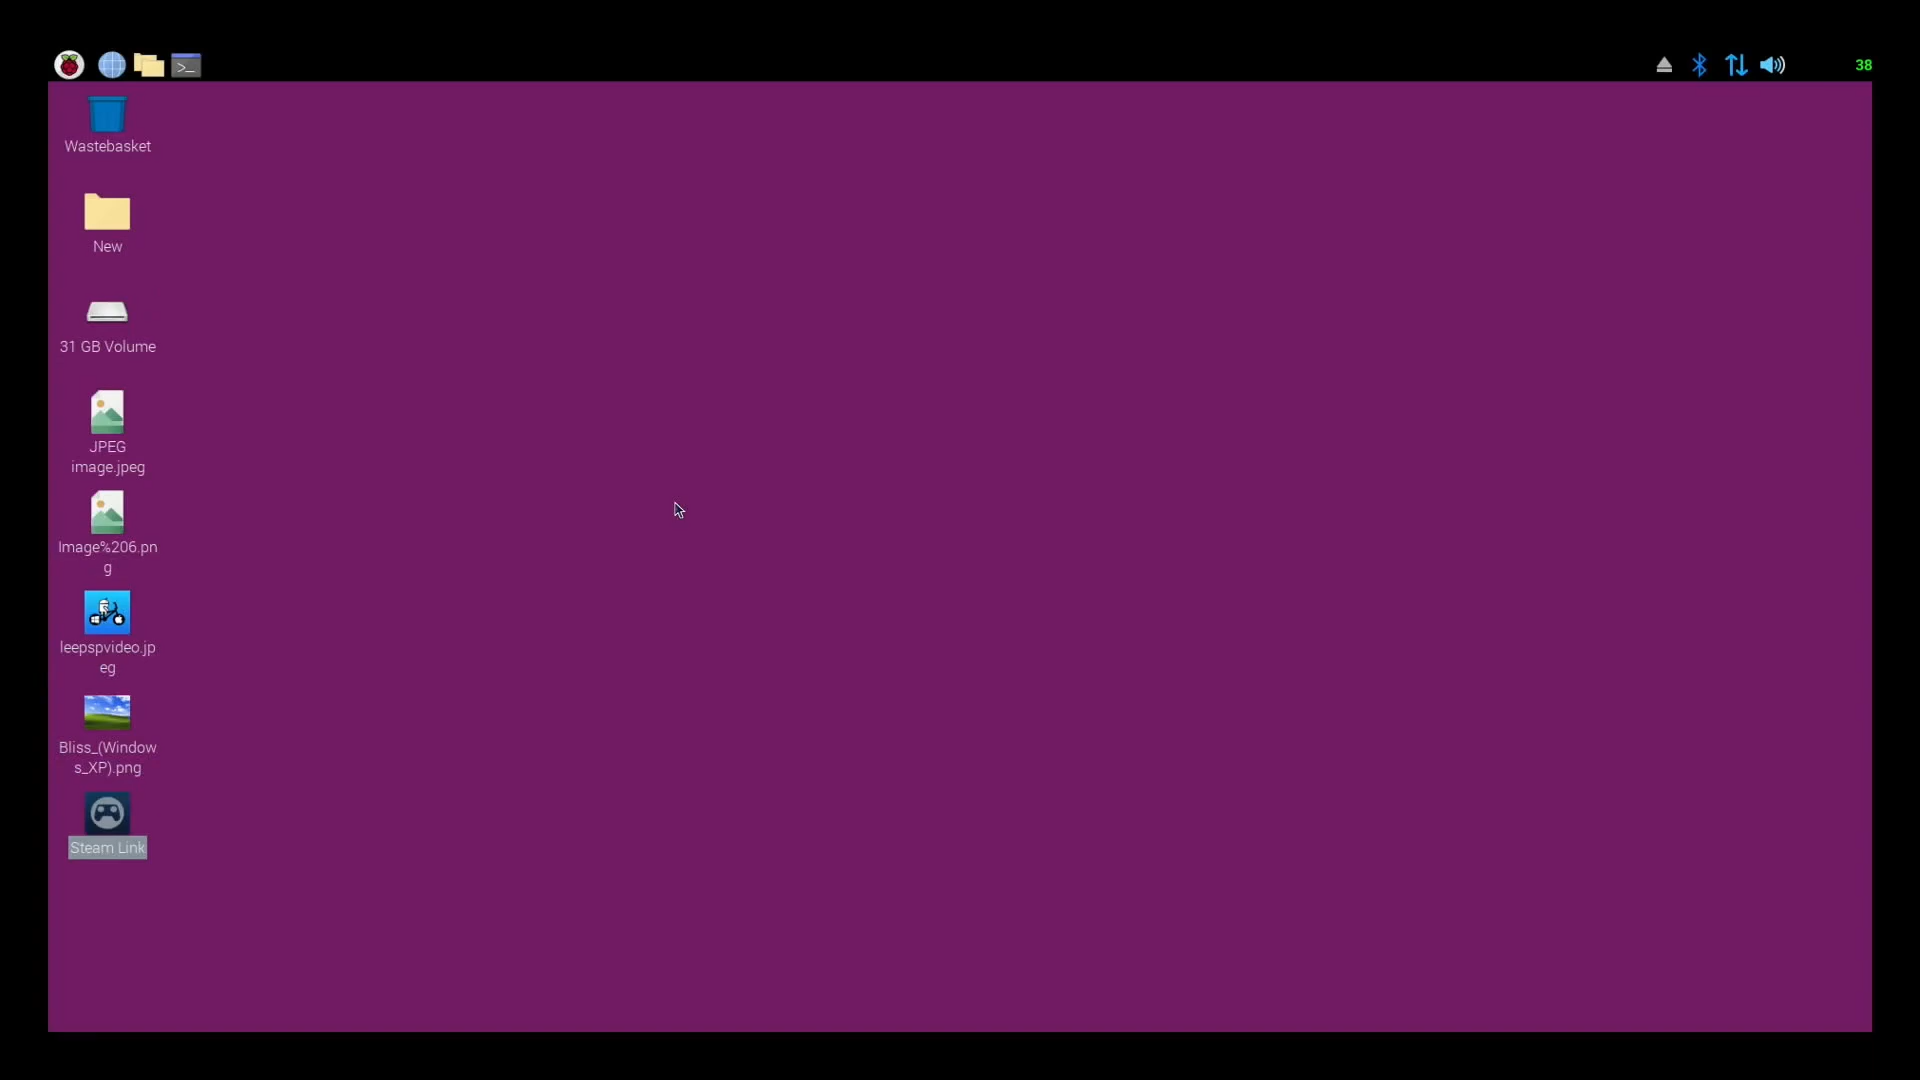 >_
38
Wastebasket
New
31 GB Volume
JPEG
image.jpeg
Image%206.pn
g
leepspvideo.jp
eg
Bliss_(Window
s_XP).png
Steam Link